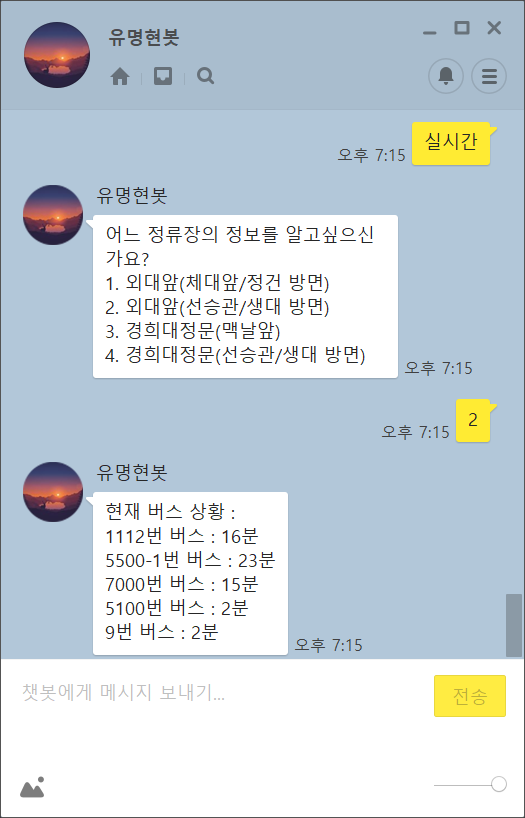 유명현봇
실시간
오후 7:15
유명현봇
어느 정류장의 정보를 알고싶으신
가요?
1. 외대앞(체대앞/정건 방면)
2. 외대앞(선승관/생대 방면)
3. 경희대정문(맥날앞)
4. 경희대정문(선승관/생대 방면)
오후 7:15
2
오후 7:15
유명현봇
현재 버스 상황 :
1112번 버스 : 16분
5500-1번 버스 : 23분
7000번 버스 : 15분
5100번 버스 : 2분
9번 버스 : 2분
오후 7:15
챗봇에게 메시지 보내기...
전송